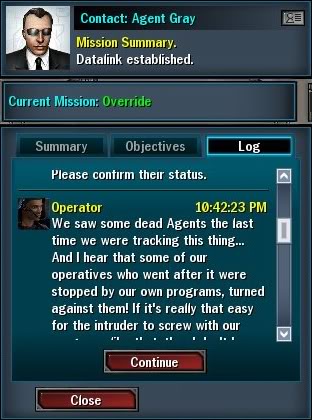 Contact: Agent Gray
Mission Summary.
Datalink established.
Current Mission: Override
Summary Objectives Log
Please confirm their status.
Operator 10:42:23 PM
We saw some dead Agents the last
time we were tracking this thing...
And I hear that some of our
operatives who went after it were
stopped by our own programs, turned
against them! If it's really that easy
for the intruder to screw with our
Continue
Close